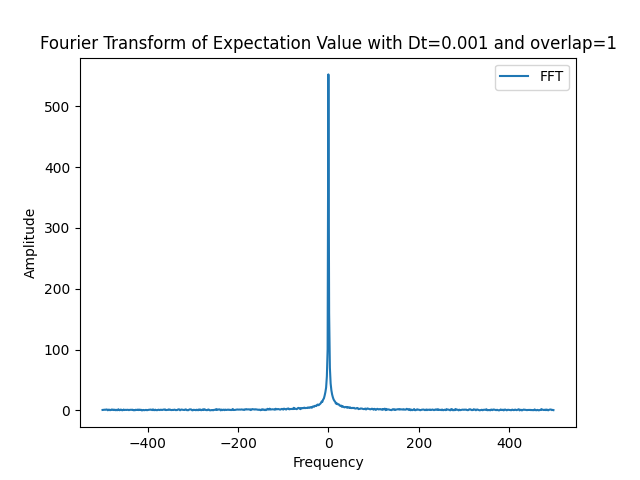 Fourier Transform of Expectation Value with Dt=0.001 and overlap=1
FFT
Amplitude
500
400
300
200
100
0
−400
−200
0
200
400
Frequency